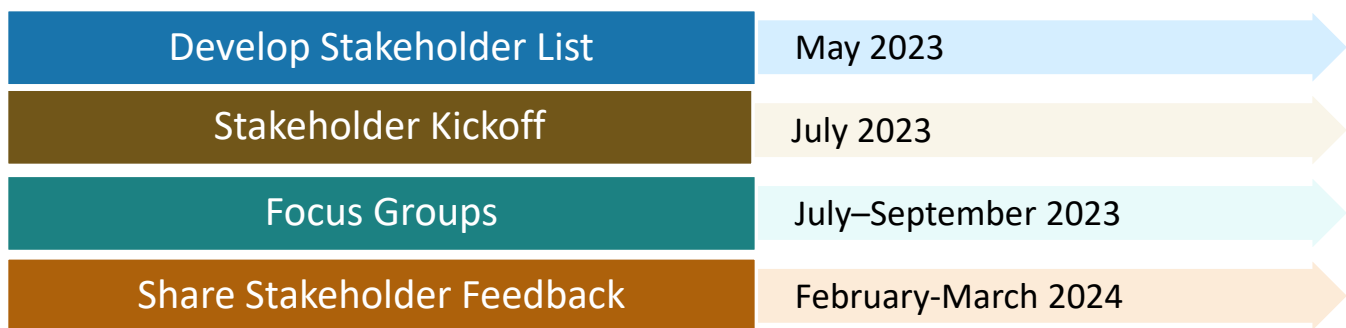 Develop Stakeholder List May 2023
Stakeholder Kickoff July 2023
Focus Groups July–September 2023
Share Stakeholder Feedback February-March 2024